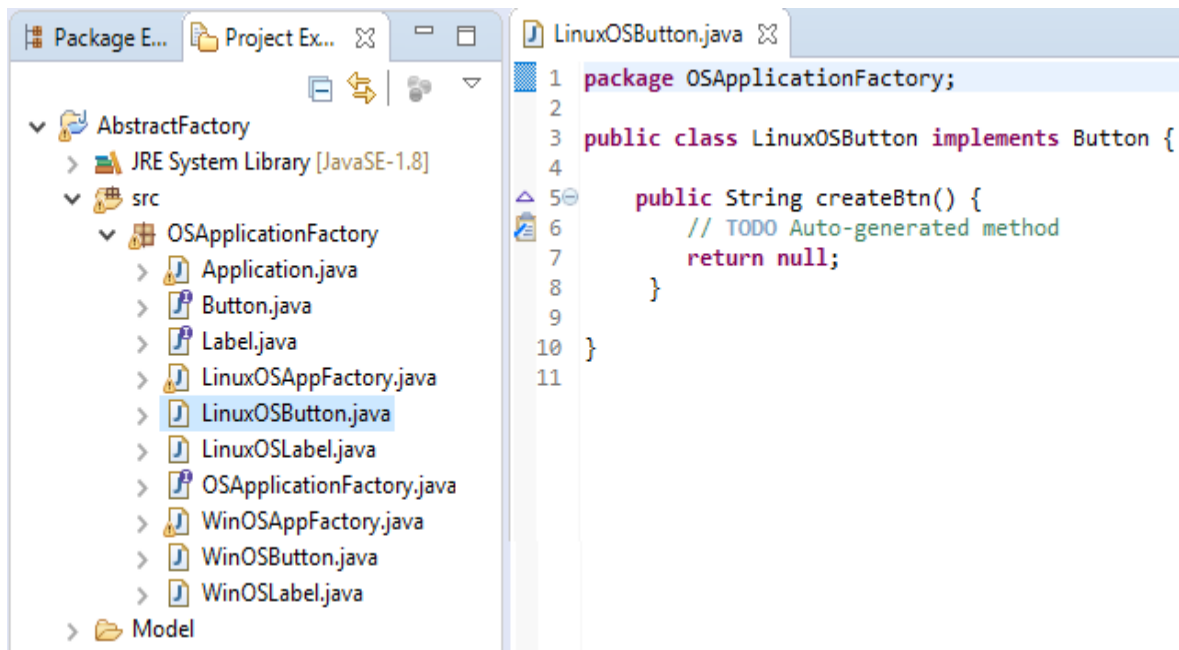 Package E... Project Ex...
AbstractFactory
JRE System Library [JavaSE-1.8]
src
OSApplicationFactory
Application.java
Button.java
Label.java
LinuxOSAppFactory.java
LinuxOSButton.java
LinuxOSLabel.java
OSApplicationFactory.java
WinOSAppFactory.java
WinOSButton.java
WinOSLabel.java
Model
LinuxOSButton.java
1 package OSApplicationFactory;
2
3 public class LinuxOSButton implements Button {
4
5 public String createBtn() {
6 // TODO Auto-generated method
7 return null;
8 }
9
10 }
11